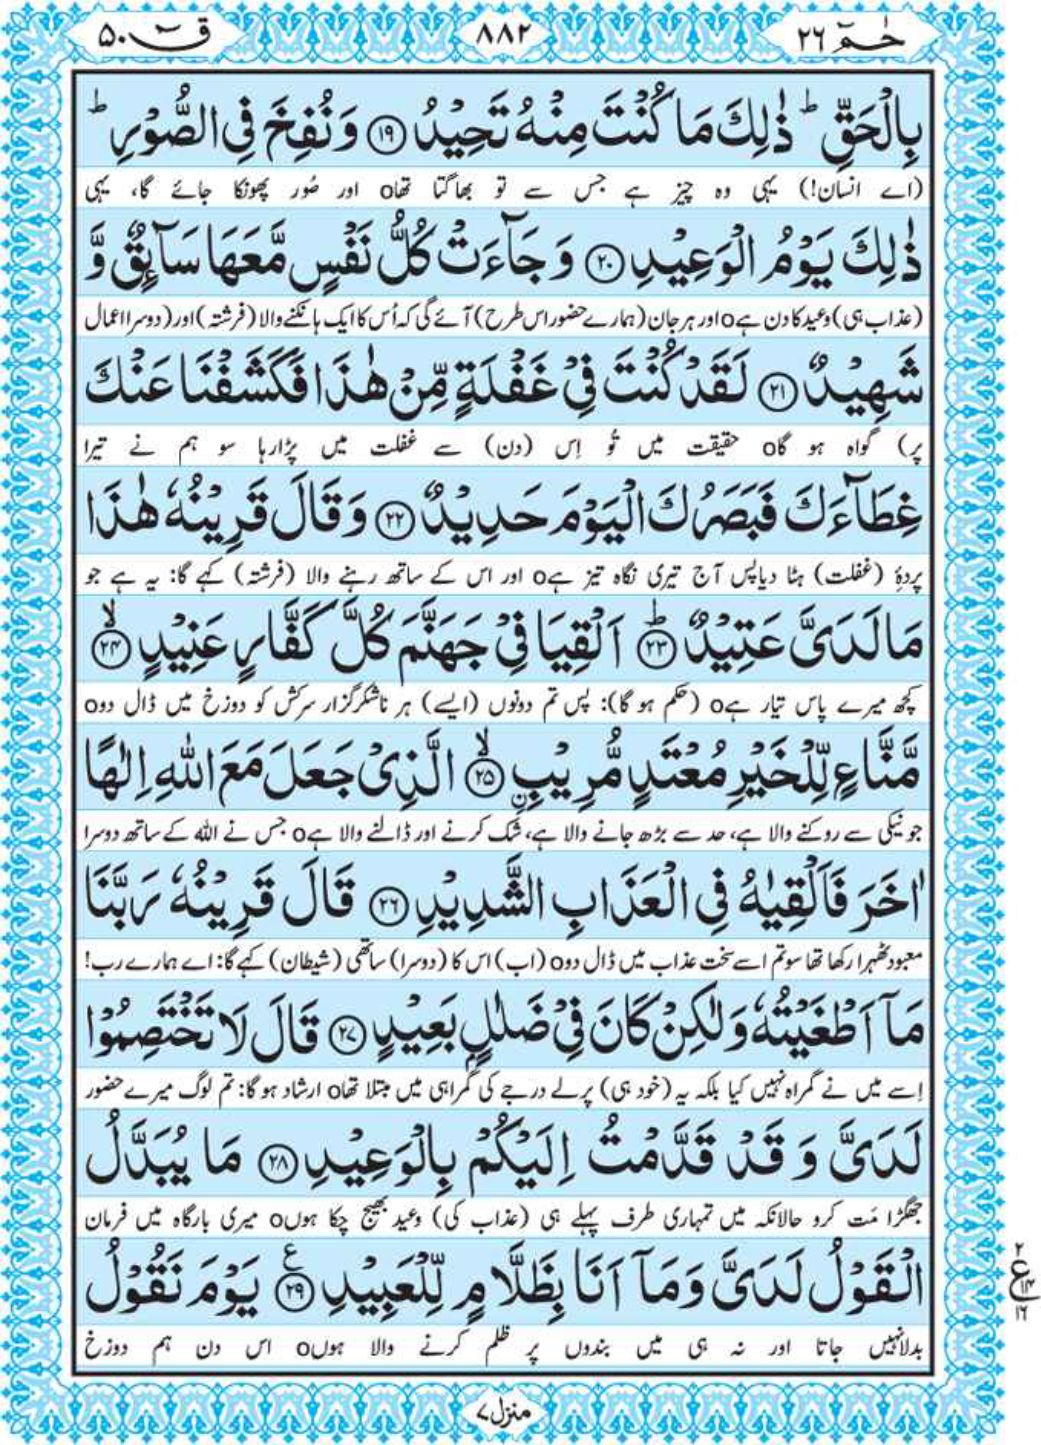 حٰمٓ ٢٦
٨٨٢
قٓ ٥٠
بِالْحَقِّ ؕ ذٰلِكَ مَا كُنْتَ مِنْهُ تَحِيْدُ ۝۱۹ وَنُفِخَ فِي الصُّوْرِ ؕ
(اے انسان!) یہی وہ چیز ہے جس سے تو بھاگتا تھاo اور صُور پھونکا جائے گا، یہی
ذٰلِكَ يَوْمُ الْوَعِيْدِ ۝۲۰ وَجَآءَتْ كُلُّ نَفْسٍ مَّعَهَا سَآئِقٌ وَّ
(عذاب ہی) وعید کا دن ہےo اور ہر جان (ہمارے حضور اس طرح) آئے گی کہ اُس کا ایک ہانکنے والا (فرشتہ) اور (دوسرا اعمال
شَهِيْدٌ ۝۲۱ لَقَدْ كُنْتَ فِيْ غَفْلَةٍ مِّنْ هٰذَا فَكَشَفْنَا عَنْكَ
پر) گواہ ہو گاo حقیقت میں تُو اِس (دن) سے غفلت میں پڑا رہا سو ہم نے تیرا
غِطَآءَكَ فَبَصَرُكَ الْيَوْمَ حَدِيْدٌ ۝۲۲ وَقَالَ قَرِيْنُهٗ هٰذَا
پردۂ (غفلت) ہٹا دیا پس آج تیری نگاہ تیز ہےo اور اس کے ساتھ رہنے والا (فرشتہ) کہے گا: یہ ہے جو
مَا لَدَيَّ عَتِيْدٌ ؕ۝۲۳ اَلْقِيَا فِيْ جَهَنَّمَ كُلَّ كَفَّارٍ عَنِيْدٍ ۙ۝۲۴
کچھ میرے پاس تیار ہےo (حکم ہو گا): پس تم دونوں (ایسے) ہر ناشکرگزار سرکش کو دوزخ میں ڈال دوo
مَّنَّاعٍ لِّلْخَيْرِ مُعْتَدٍ مُّرِيْبِ ۙ۝۲۵ الَّذِيْ جَعَلَ مَعَ اللّٰهِ اِلٰهًا
جو نیکی سے روکنے والا ہے، حد سے بڑھ جانے والا ہے، شک کرنے اور ڈالنے والا ہےo جس نے اللہ کے ساتھ دوسرا
اٰخَرَ فَاَلْقِيٰهُ فِي الْعَذَابِ الشَّدِيْدِ ۝۲۶ قَالَ قَرِيْنُهٗ رَبَّنَا
معبود ٹھہرا رکھا تھا سو تم اسے سخت عذاب میں ڈال دوo (اب) اس کا (دوسرا) ساتھی (شیطان) کہے گا: اے ہمارے رب!
مَآ اَطْغَيْتُهٗ وَلٰكِنْ كَانَ فِيْ ضَلٰلٍۭ بَعِيْدٍ ۝۲۷ قَالَ لَا تَخْتَصِمُوْا
اِسے میں نے گمراہ نہیں کیا بلکہ یہ (خود ہی) پرلے درجے کی گمراہی میں مبتلا تھاo ارشاد ہو گا: تم لوگ میرے حضور
لَدَيَّ وَقَدْ قَدَّمْتُ اِلَيْكُمْ بِالْوَعِيْدِ ۝۲۸ مَا يُبَدَّلُ
جھگڑا مَت کرو حالانکہ میں تمہاری طرف پہلے ہی (عذاب کی) وعید بھیج چکا ہوںo میری بارگاہ میں فرمان
الْقَوْلُ لَدَيَّ وَمَآ اَنَا بِظَلَّامٍ لِّلْعَبِيْدِ ۝۲۹ ع يَوْمَ نَقُوْلُ
٢
ع ١٤
١٦
بدلا نہیں جاتا اور نہ ہی میں بندوں پر ظلم کرنے والا ہوںo اس دن ہم دوزخ
منزل ٧